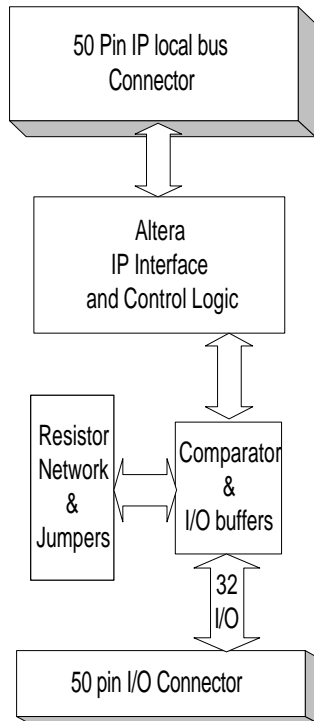 50 Pin IP local bus
Connector
Altera
IP Interface
and Control Logic
Resistor
Network
&
Jumpers
Comparator
&
I/O buffers
32
I/O
50 pin I/O Connector